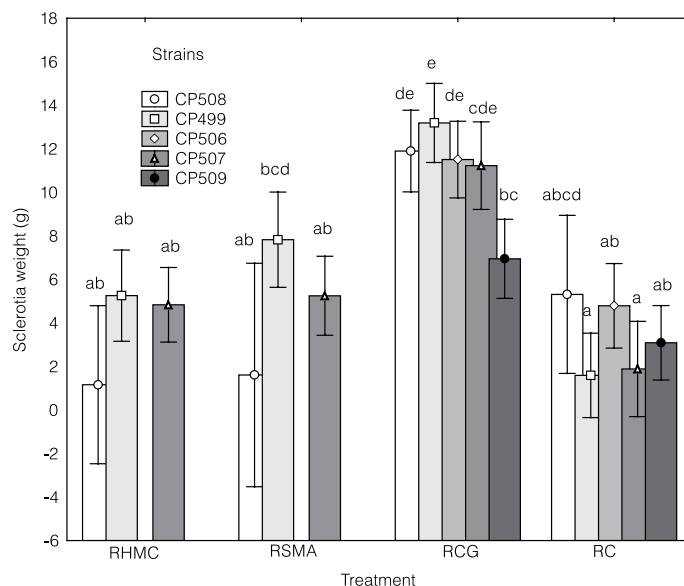 18
16
14
12
10
8
6
4
2
0
-2
-4
-6
Sclerotia weight (g)
Strains
CP508
CP499
CP506
CP507
CP509
ab
ab
ab
ab
bcd
ab
de
e
de
cde
bc
abcd
a
ab
a
ab
RHMC
RSMA
RCG
RC
Treatment